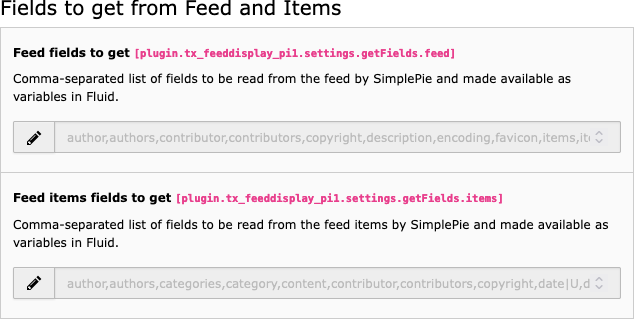 Fields to get from Feed and Items
Feed fields to get [plugin.tx_feeddisplay_pi1.settings.getFields.feed]
Comma-separated list of fields to be read from the feed by SimplePie and made available as
variables in Fluid.
author,authors,contributor,contributors,copyright,description,encoding,favicon,items,it
Feed items fields to get [plugin.tx_feeddisplay_pi1.settings.getFields.items]
Comma-separated list of fields to be read from the feed items by SimplePie and made available as
variables in Fluid.
author,authors,categories,category,content,contributor,contributors,copyright,date|U,d